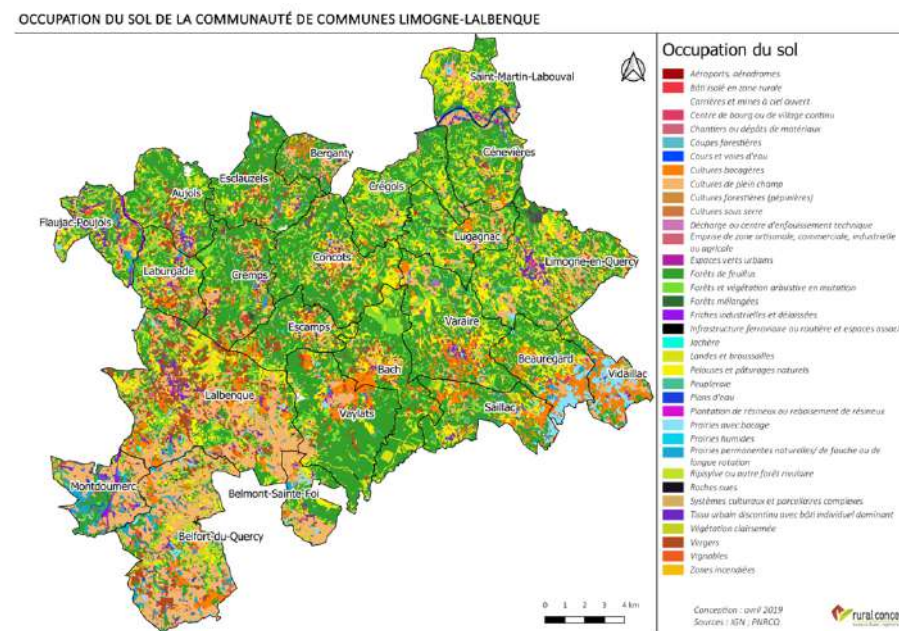 OCCUPATION DU SOL DE LA COMMUNAUTÉ DE COMMUNES LIMOGNE-LALBENQUE
Saint-Martin-Labouval
Berganty
Cénevières
Esclauzels
Aujols
Crégols
Flaujac-Poujols
Lugagnac
Limogne-en-Quercy
Laburgade
Cremps
Concots
Escamps
Varaire
Beauregard
Bach
Vidaillac
Lalbenque
Vaylats
Saillac
Montdoumerc
Belmont-Sainte-Foi
Belfort-du-Quercy
0 1 2 3 4 km
Occupation du sol
Aéroports, aérodromes
Bâti isolé en zone rurale
Carrières et mines à ciel ouvert
Centre de bourg ou de village continu
Chantiers ou dépôts de matériaux
Coupes forestières
Cours et voies d'eau
Cultures bocagères
Cultures de plein champ
Cultures forestières (pépinières)
Cultures sous serre
Décharge ou centre d'enfouissement technique
Emprise de zone artisanale, commerciale, industrielle
ou agricole
Espaces verts urbains
Forêts de feuillus
Forêts et végétation arbustive en mutation
Forêts mélangées
Friches industrielles et délaissées
Infrastructure ferroviaire ou routière et espaces associ
Jachère
Landes et broussailles
Pelouses et pâturages naturels
Peupleraie
Plans d'eau
Plantation de résineux ou reboisement de résineux
Prairies avec bocage
Prairies humides
Prairies permanentes naturelles/ de fauche ou de
longue rotation
Ripisylve ou autre forêt rivulaire
Roches nues
Systèmes culturaux et parcellaires complexes
Tissu urbain discontinu avec bâti individuel dominant
Végétation clairsemée
Vergers
Vignobles
Zones incendiées
Conception : avril 2019
Sources : IGN ; PNRCQ
rural concept